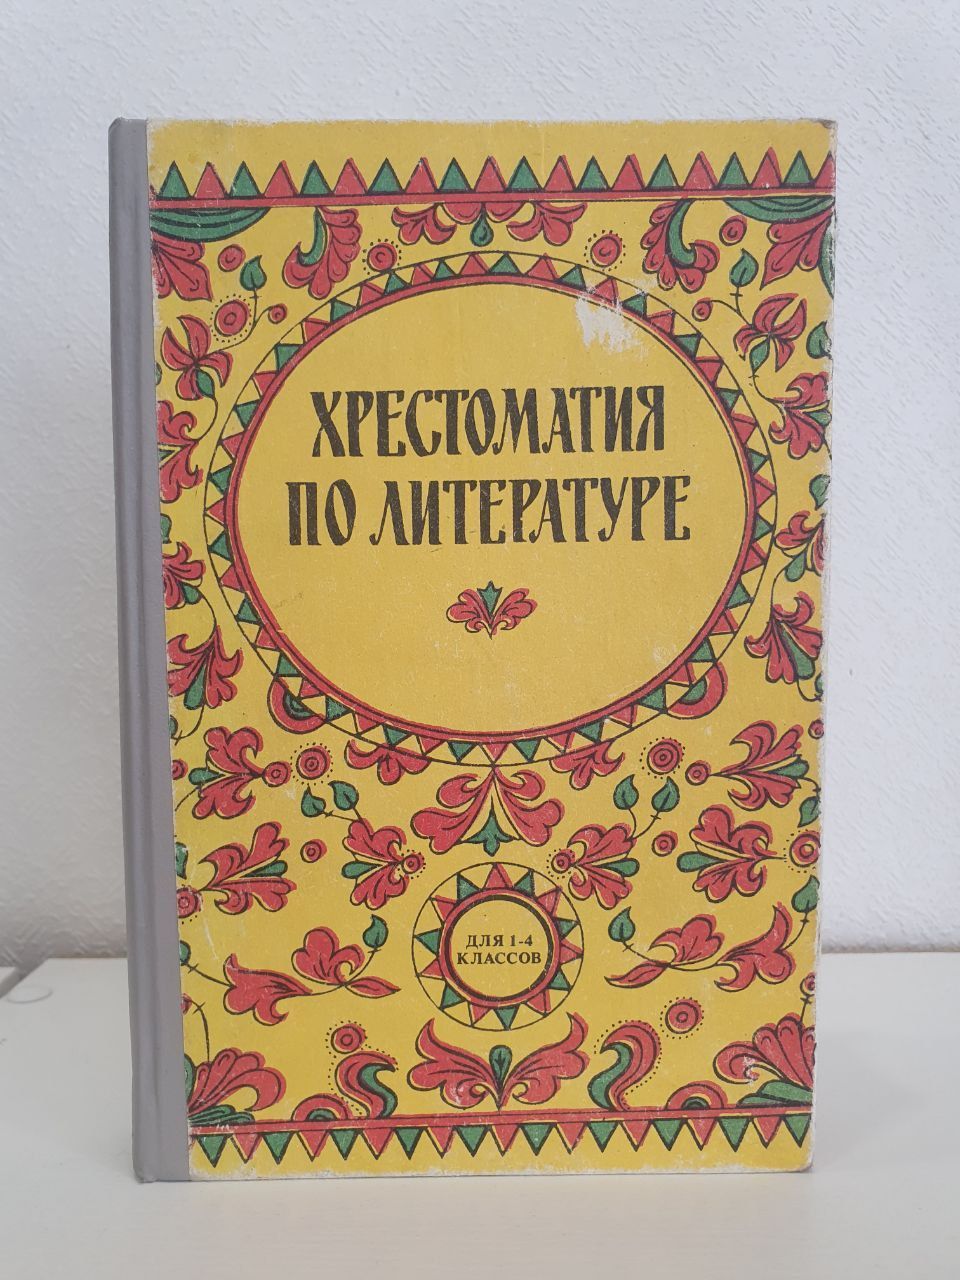 ХРЕСТОМАТИЯ
ПО ЛИТЕРАТУРЕ
ДЛЯ 1-4
КЛАССОВ